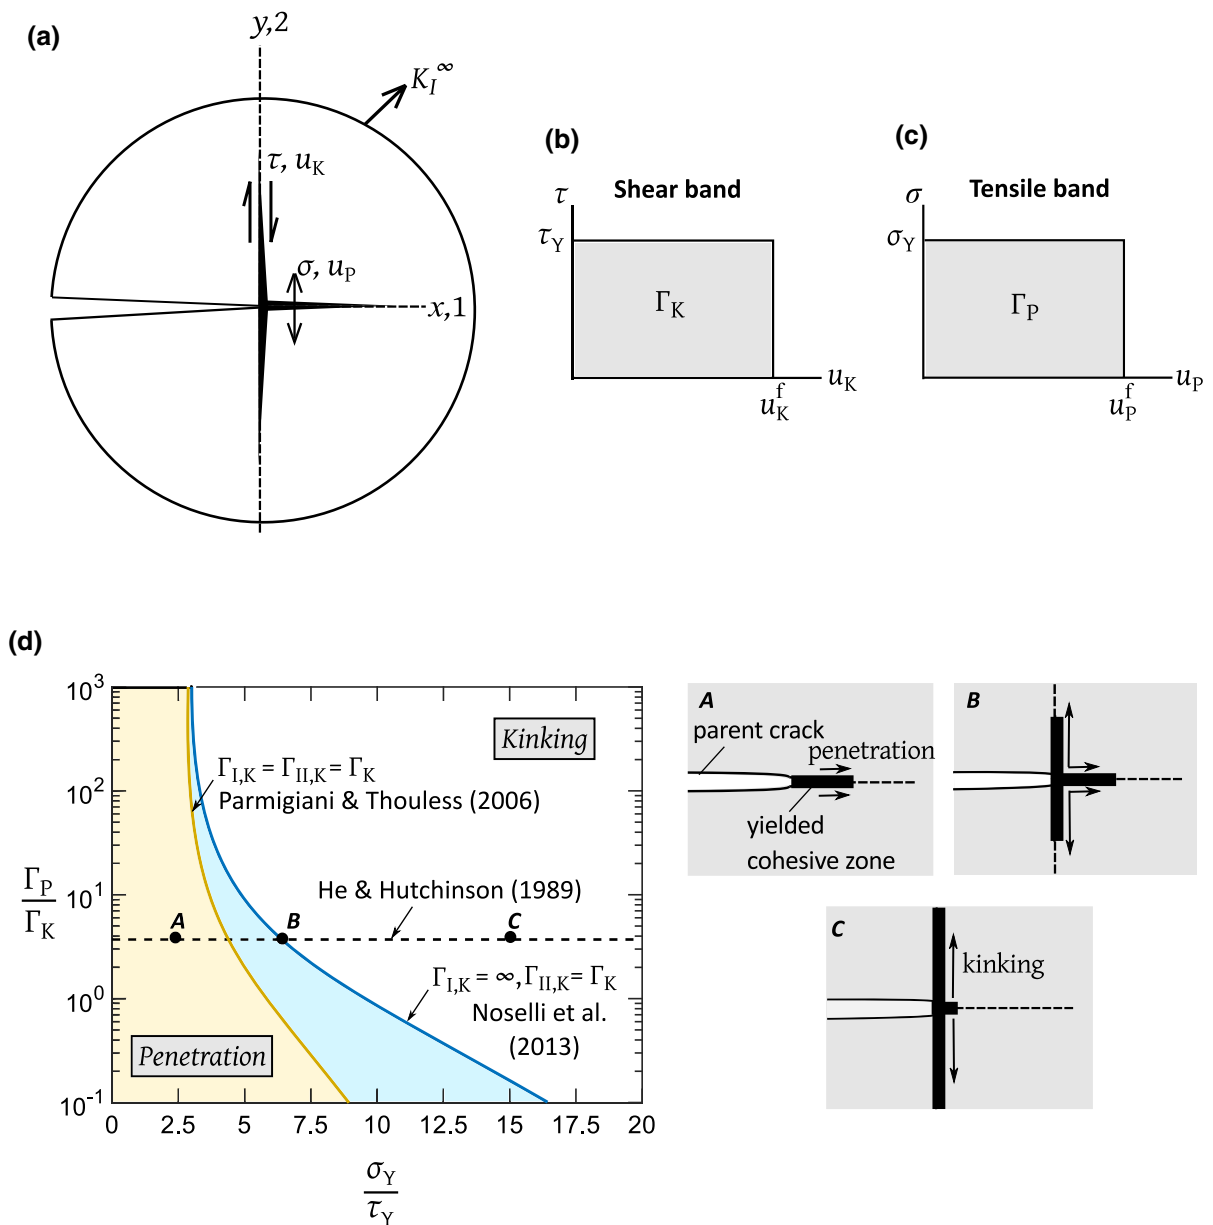 (a)
y,2
K_I^∞
τ, u_K
σ, u_P
x,1
(b)
Shear band
τ
τ_Y
Γ_K
u_K
u_K^f
(c)
Tensile band
σ
σ_Y
Γ_P
u_P
u_P^f
(d)
10^3
10^2
10^1
10^0
10^-1
Γ_P
Γ_K
Kinking
Γ_I,K = Γ_II,K = Γ_K
Parmigiani & Thouless (2006)
He & Hutchinson (1989)
A
B
C
Γ_I,K = ∞, Γ_II,K = Γ_K
Noselli et al.
(2013)
Penetration
0
2.5
5
7.5
10
12.5
15
17.5
20
σ_Y
τ_Y
A
parent crack
penetration
yielded
cohesive zone
B
C
kinking